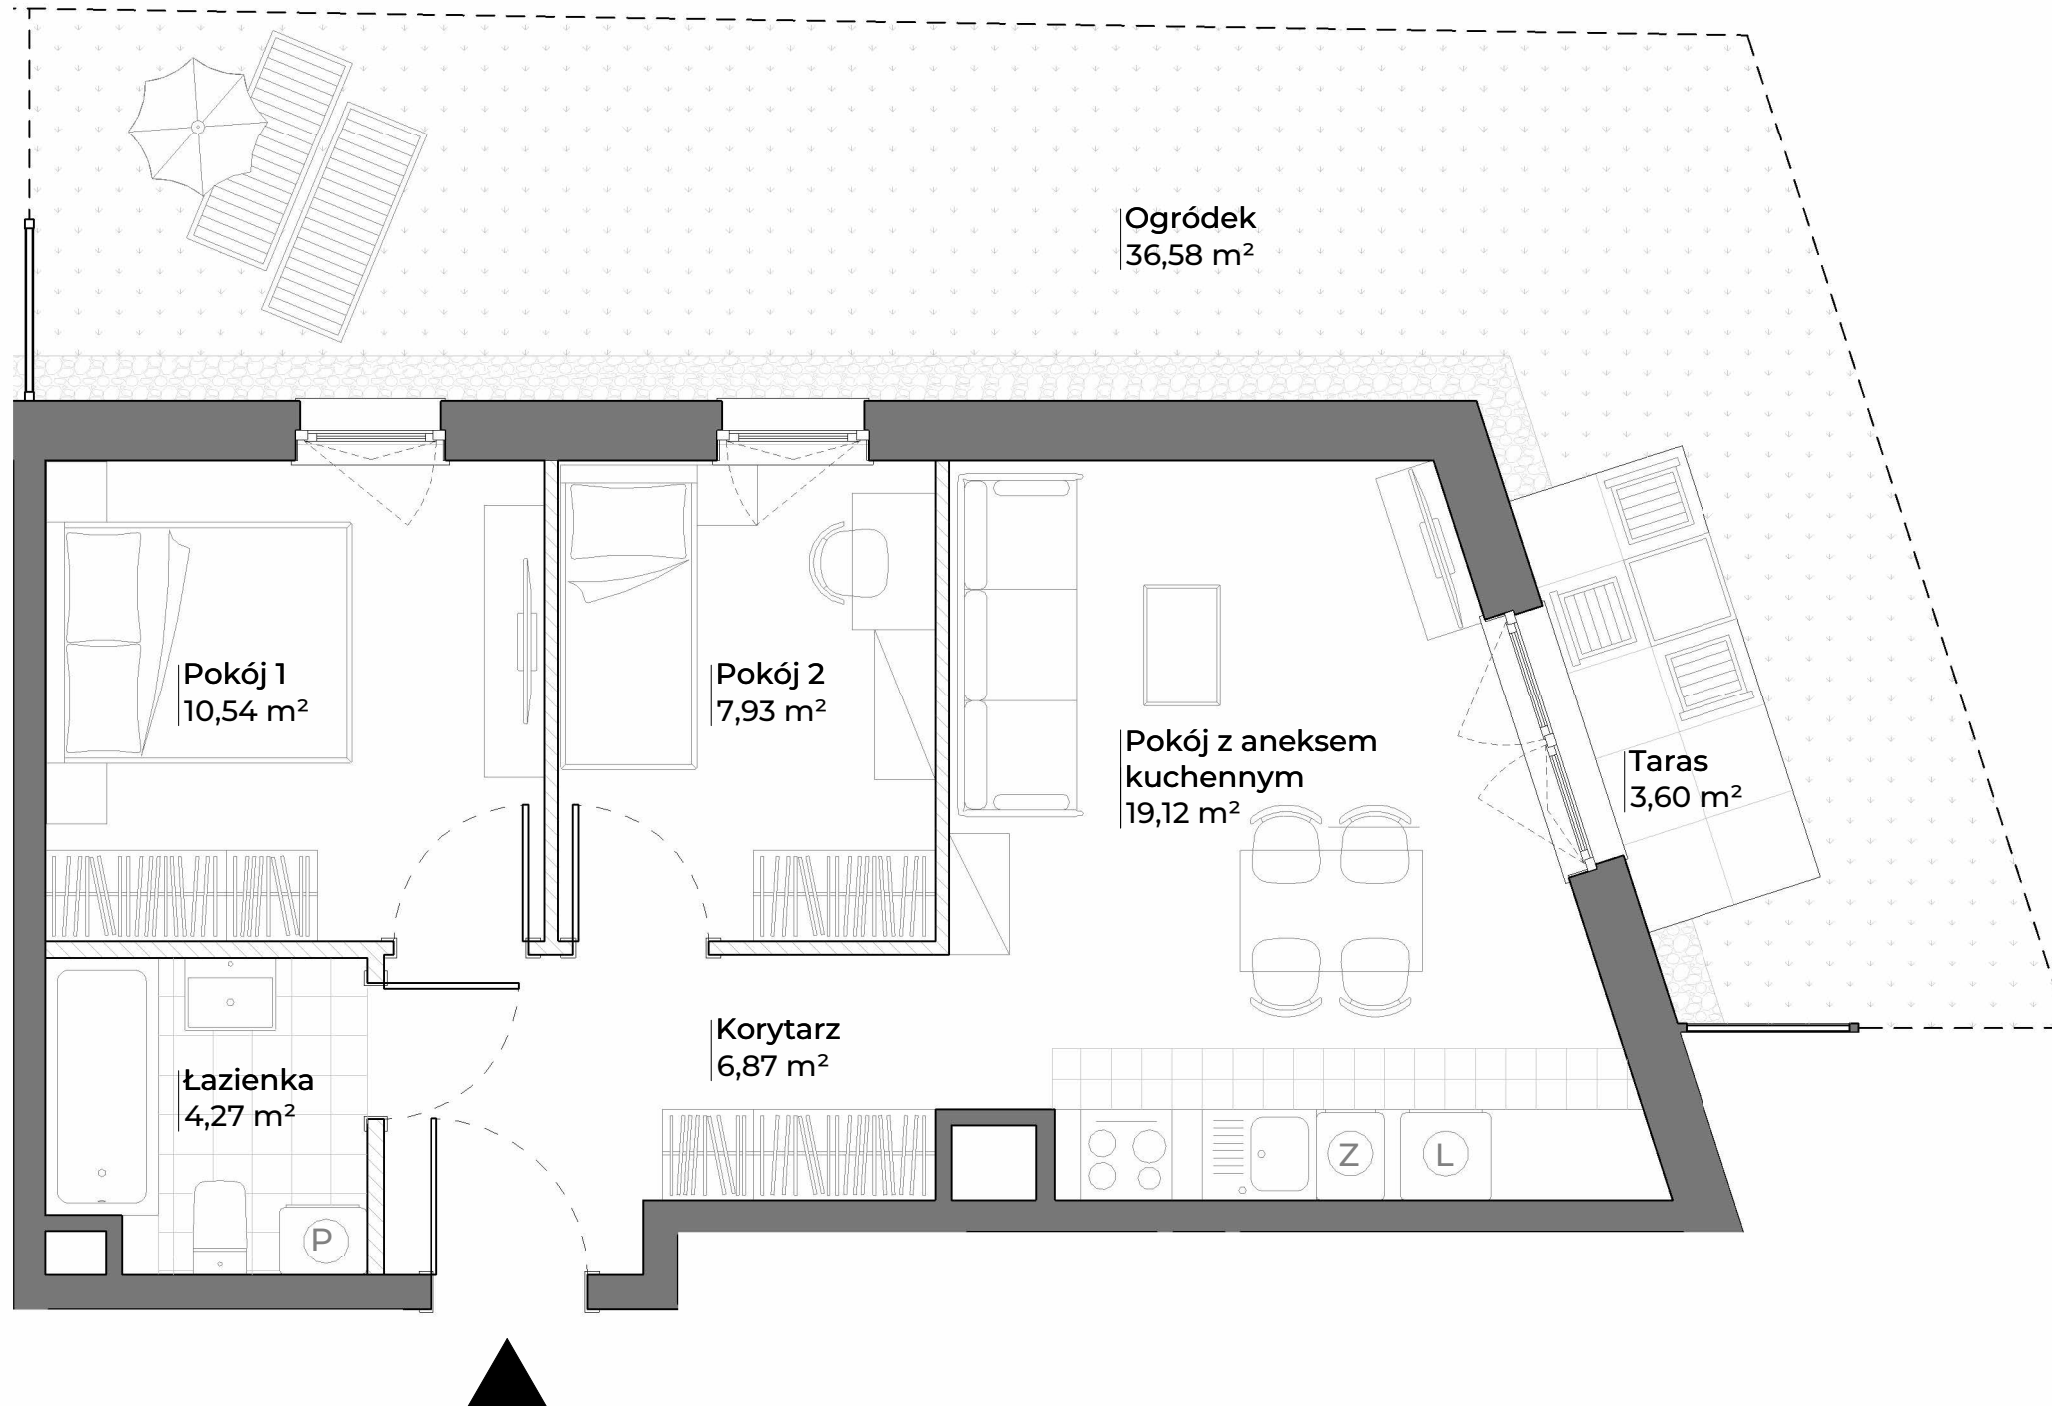 Ogródek
36,58 m²
Pokój 1
10,54 m²
Pokój 2
7,93 m²
Pokój z aneksem
kuchennym
19,12 m²
Taras
3,60 m²
Korytarz
6,87 m²
Łazienka
4,27 m²
Z
L
P